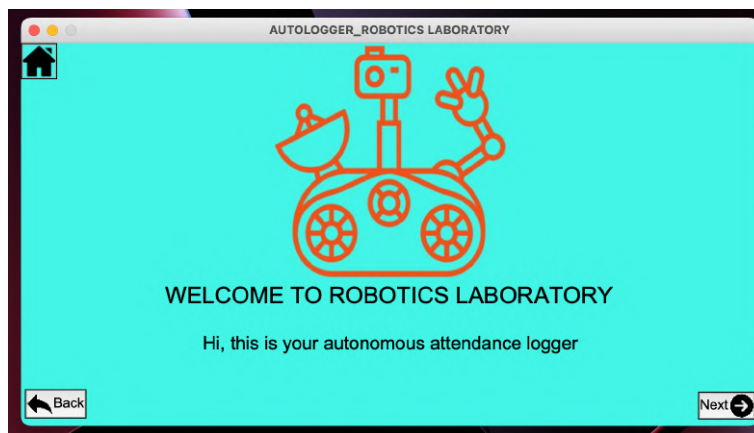 AUTOLOGGER_ROBOTICS LABORATORY
WELCOME TO ROBOTICS LABORATORY
Hi, this is your autonomous attendance logger
Back
Next